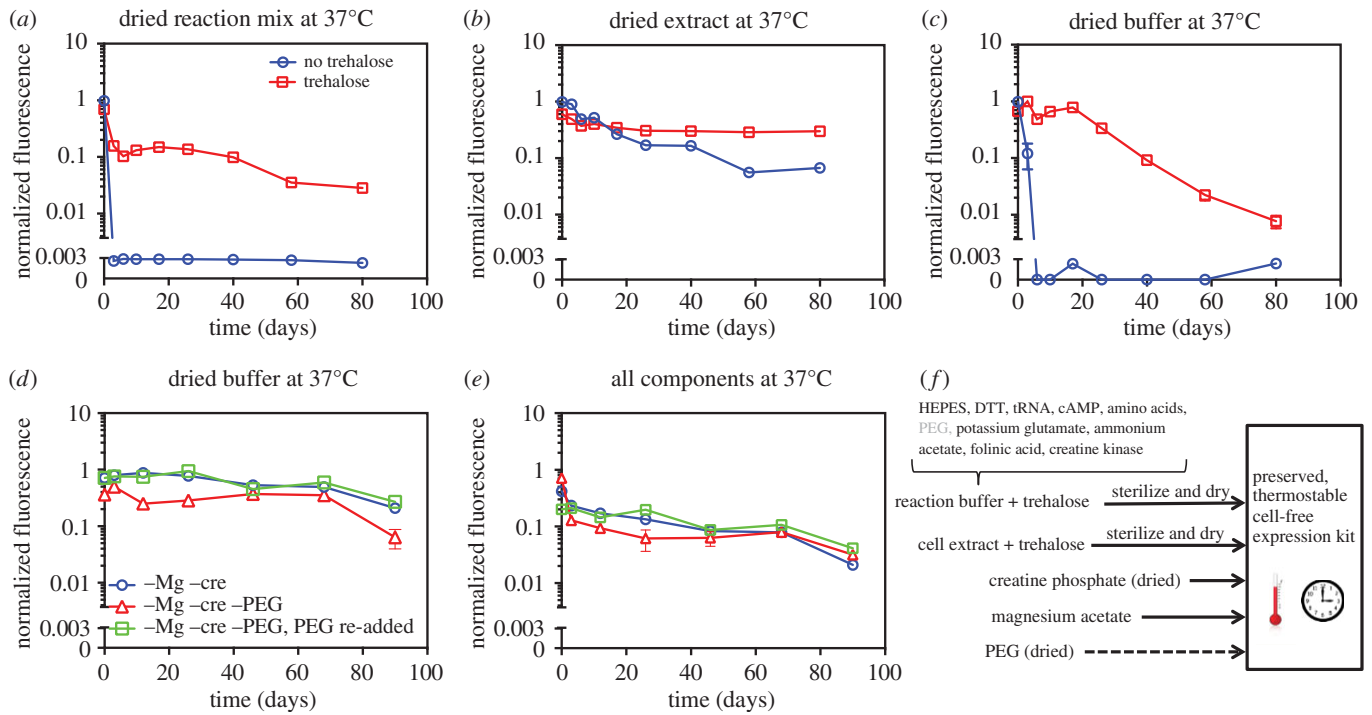 (a) dried reaction mix at 37°C
normalized fluorescence
10
1
0.1
0.01
0.003
0
no trehalose
trehalose
0 20 40 60 80 100
time (days)
(b) dried extract at 37°C
normalized fluorescence
10
1
0.1
0.01
0.003
0
0 20 40 60 80 100
time (days)
(c) dried buffer at 37°C
normalized fluorescence
10
1
0.1
0.01
0.003
0
0 20 40 60 80 100
time (days)
(d) dried buffer at 37°C
normalized fluorescence
10
1
0.1
0.01
0.003
0
–Mg –cre
–Mg –cre –PEG
–Mg –cre –PEG, PEG re-added
0 20 40 60 80 100
time (days)
(e) all components at 37°C
normalized fluorescence
10
1
0.1
0.01
0.003
0
0 20 40 60 80 100
time (days)
(f)
HEPES, DTT, tRNA, cAMP, amino acids,
PEG, potassium glutamate, ammonium
acetate, folinic acid, creatine kinase
reaction buffer + trehalose
sterilize and dry
cell extract + trehalose
sterilize and dry
creatine phosphate (dried)
magnesium acetate
PEG (dried)
preserved,
thermostable
cell-free
expression kit